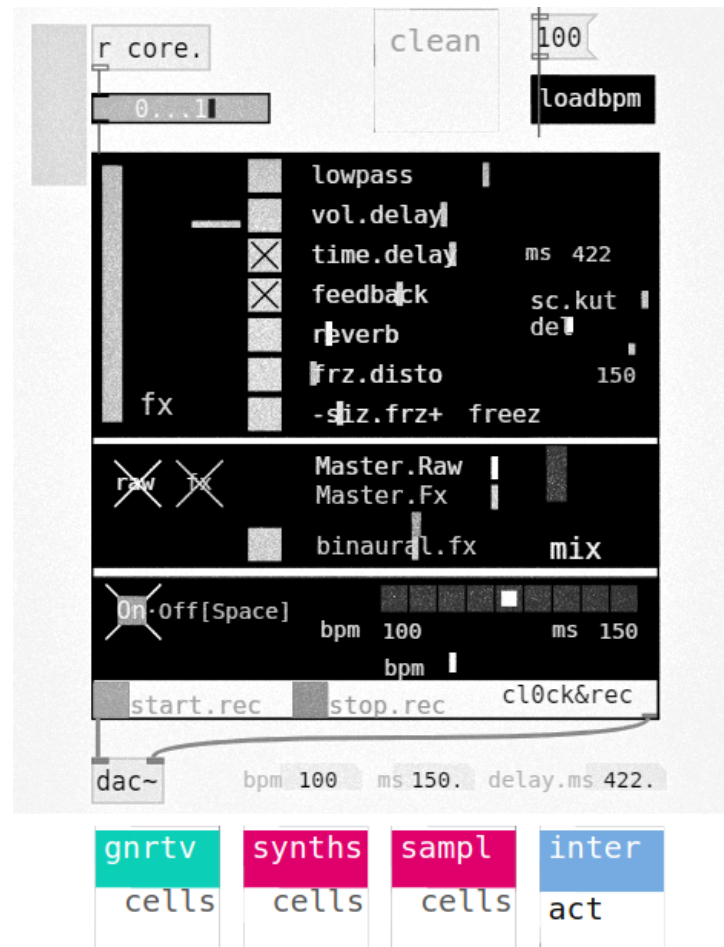 r core.
clean
100
0...1
loadbpm
lowpass
vol.delay
time.delay
ms 422
feedback
sc.kut
del
reverb
frz.disto
150
-siz.frz+ freez
fx
raw fx
Master.Raw
Master.Fx
binaural.fx
mix
On·Off[Space]
bpm 100
ms 150
bpm
start.rec
stop.rec
cl0ck&rec
dac~
bpm 100 ms 150. delay.ms 422.
gnrtv
cells
synths
cells
sampl
cells
inter
act